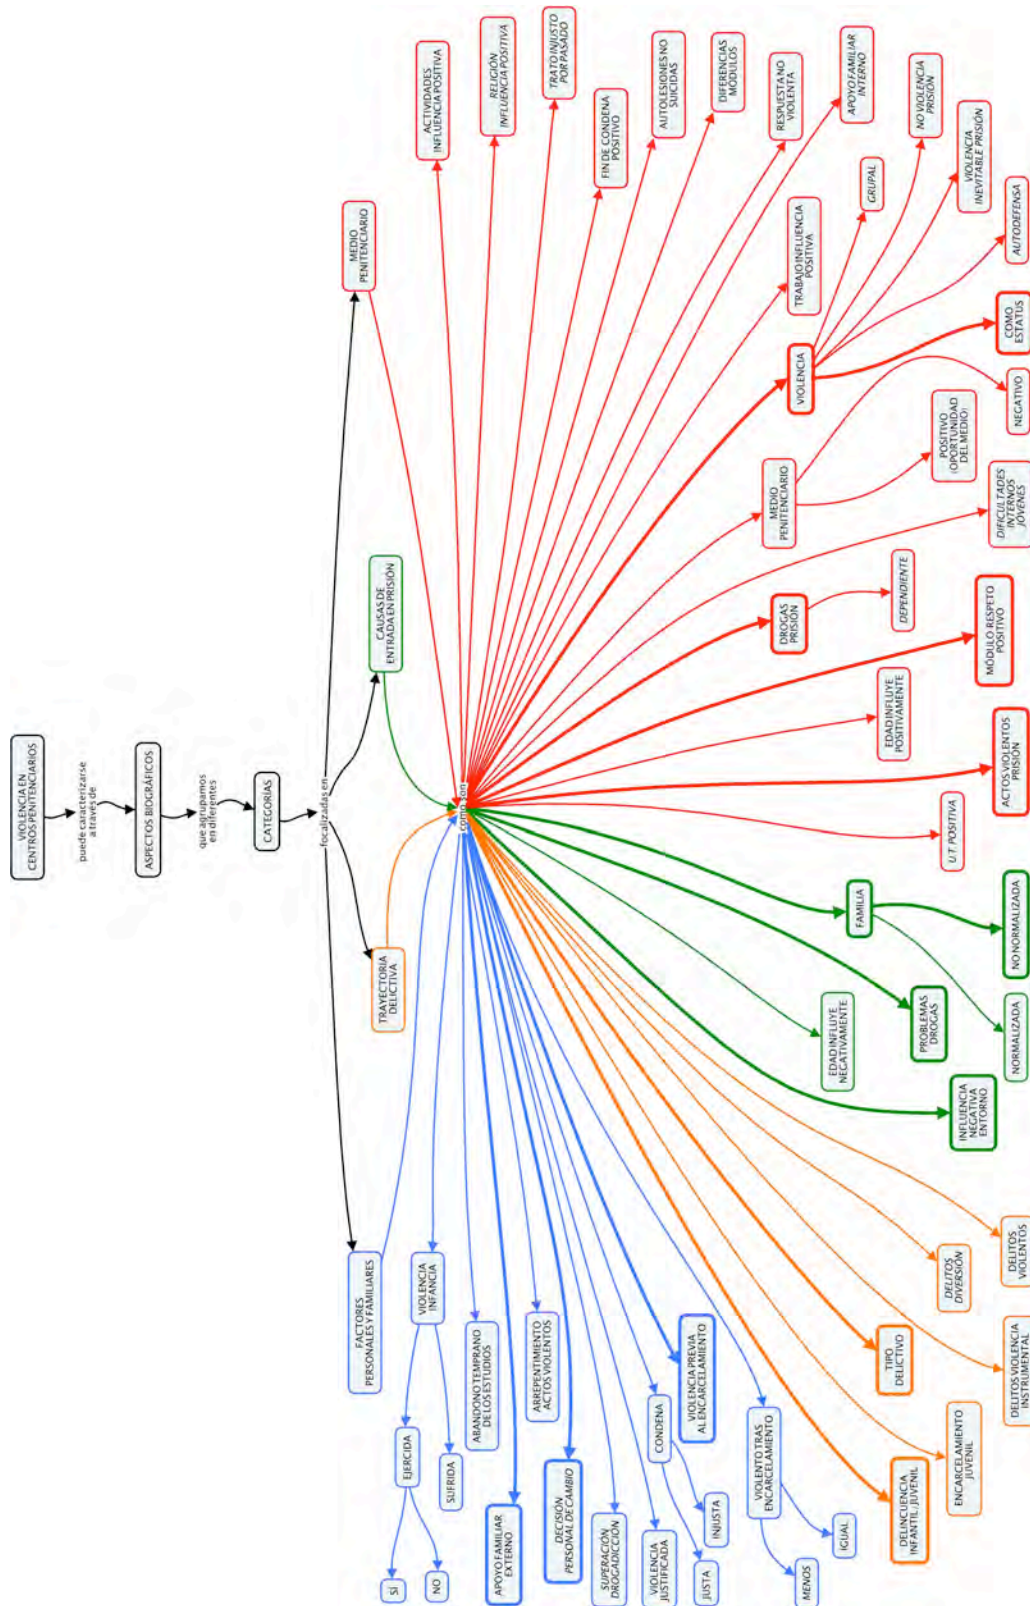 VIOLENCIA EN
CENTROS PENITENCIARIOS
puede caracterizarse
a través de
ASPECTOS BIOGRÁFICOS
que agrupamos
en diferentes
CATEGORÍAS
focalizadas en
FACTORES
PERSONALES Y FAMILIARES
TRAYECTORIA
DELICTIVA
CAUSAS DE
ENTRADA EN PRISIÓN
MEDIO
PENITENCIARIO
como son
SÍ
NO
EJERCIDA
SUFRIDA
VIOLENCIA
INFANCIA
ABANDONO TEMPRANO
DE LOS ESTUDIOS
APOYO FAMILIAR
EXTERNO
ARREPENTIMIENTO
ACTOS VIOLENTOS
DECISIÓN
PERSONAL DE CAMBIO
SUPERACIÓN
DROGADICCIÓN
VIOLENCIA
JUSTIFICADA
CONDENA
JUSTA
INJUSTA
VIOLENCIA PREVIA
AL ENCARCELAMIENTO
VIOLENTO TRAS
ENCARCELAMIENTO
MENOS
IGUAL
DELINCUENCIA
INFANTIL / JUVENIL
ENCARCELAMIENTO
JUVENIL
TIPO
DELICTIVO
DELITOS VIOLENCIA
INSTRUMENTAL
DELITOS
DIVERSIÓN
DELITOS
VIOLENTOS
INFLUENCIA
NEGATIVA
ENTORNO
EDAD INFLUYE
NEGATIVAMENTE
PROBLEMAS
DROGAS
FAMILIA
NORMALIZADA
NO NORMALIZADA
U.T. POSITIVA
ACTOS VIOLENTOS
PRISIÓN
EDAD INFLUYE
POSITIVAMENTE
MÓDULO RESPETO
POSITIVO
DROGAS
PRISIÓN
DEPENDIENTE
DIFICULTADES
INTERNOS
JÓVENES
MEDIO
PENITENCIARIO
POSITIVO
(OPORTUNIDAD
DEL MEDIO)
NEGATIVO
VIOLENCIA
COMO
ESTATUS
AUTODEFENSA
VIOLENCIA
INEVITABLE PRISIÓN
NO VIOLENCIA
PRISIÓN
GRUPAL
TRABAJO INFLUENCIA
POSITIVA
APOYO FAMILIAR
INTERNO
RESPUESTA NO
VIOLENTA
DIFERENCIAS
MÓDULOS
AUTOLESIONES NO
SUICIDAS
FIN DE CONDENA
POSITIVO
TRATO INJUSTO
POR PASADO
RELIGIÓN
INFLUENCIA POSITIVA
ACTIVIDADES
INFLUENCIA POSITIVA